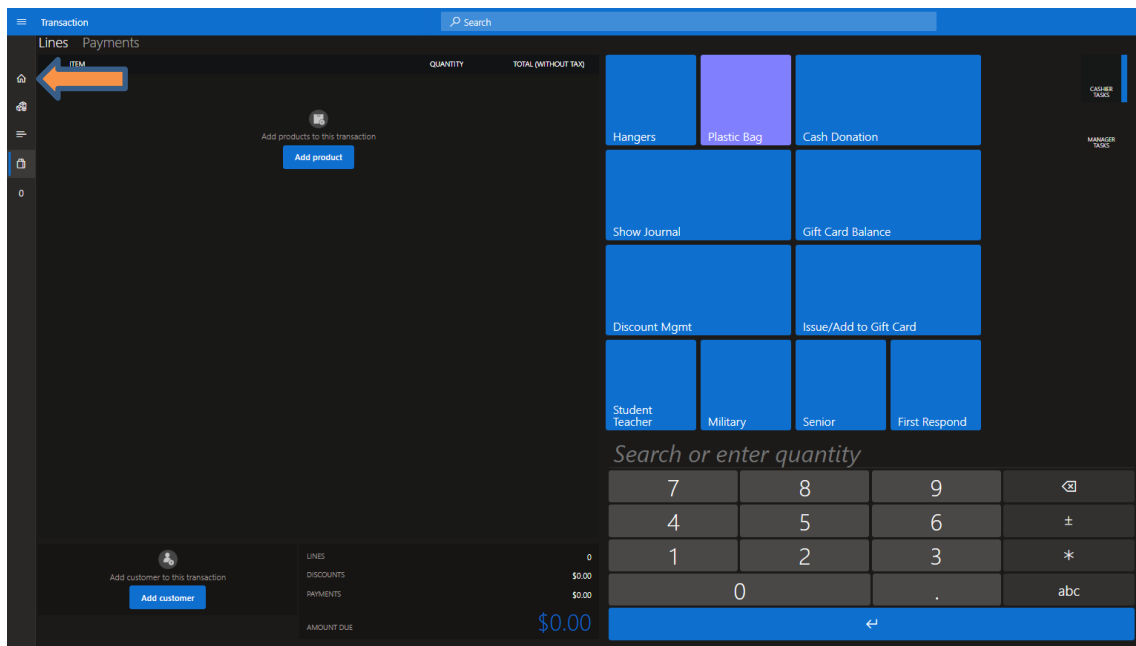 Transaction
Search
Lines Payments
ITEM QUANTITY TOTAL (WITHOUT TAX)
Add products to this transaction
Add product
0
Hangers
Plastic Bag
Cash Donation
Show Journal
Gift Card Balance
Discount Mgmt
Issue/Add to Gift Card
Student
Teacher
Military
Senior
First Respond
CASHIER
TASKS
MANAGER
TASKS
Search or enter quantity
7 8 9
4 5 6 ±
1 2 3 *
0 . abc
Add customer to this transaction
Add customer
LINES 0
DISCOUNTS $0.00
PAYMENTS $0.00
AMOUNT DUE $0.00